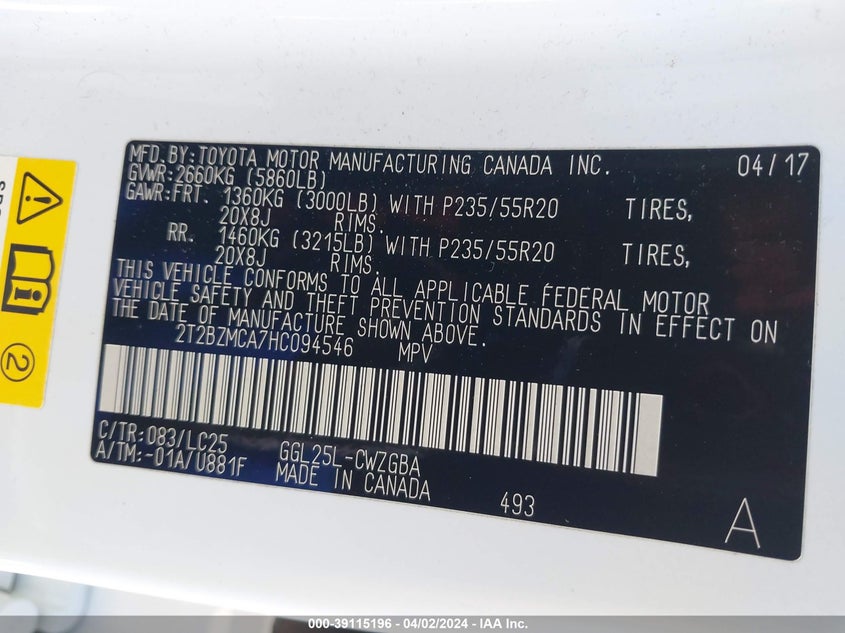 MFD. BY: TOYOTA MOTOR MANUFACTURING CANADA INC. 04/17
GVWR: 2660KG (5860LB)
GAWR: FRT. 1360KG (3000LB) WITH P235/55R20 TIRES,
20X8J RIMS.
RR. 1460KG (3215LB) WITH P235/55R20 TIRES,
20X8J RIMS.
THIS VEHICLE CONFORMS TO ALL APPLICABLE FEDERAL MOTOR
VEHICLE SAFETY AND THEFT PREVENTION STANDARDS IN EFFECT ON
THE DATE OF MANUFACTURE SHOWN ABOVE.
2T2BZMCA7HC094546 MPV
C/TR: 083/LC25 GGL25L-CWZGBA
A/TM:-01A/U881F MADE IN CANADA
493
A
2
000-39115196 - 04/02/2024 - IAA Inc.